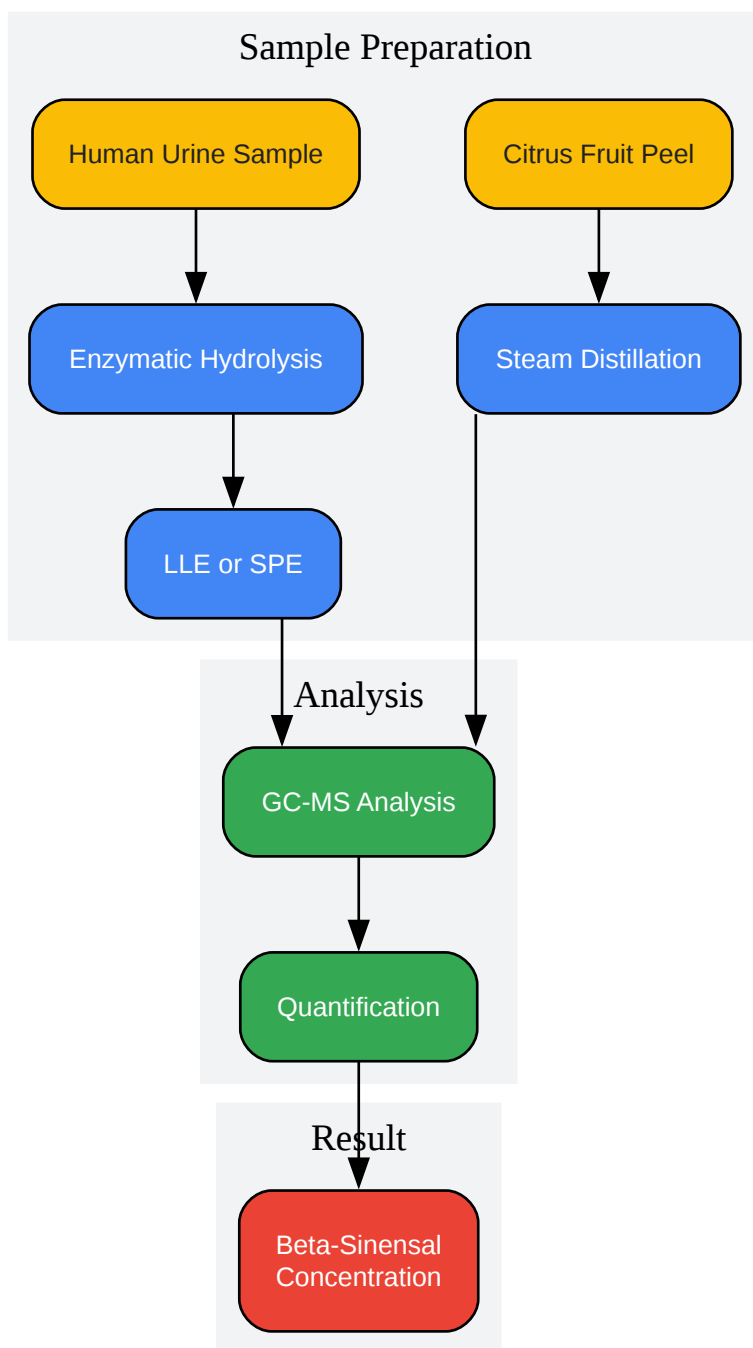 Sample Preparation
Human Urine Sample
Citrus Fruit Peel
Enzymatic Hydrolysis
Steam Distillation
LLE or SPE
Analysis
GC-MS Analysis
Quantification
Result
Beta-Sinensal
Concentration